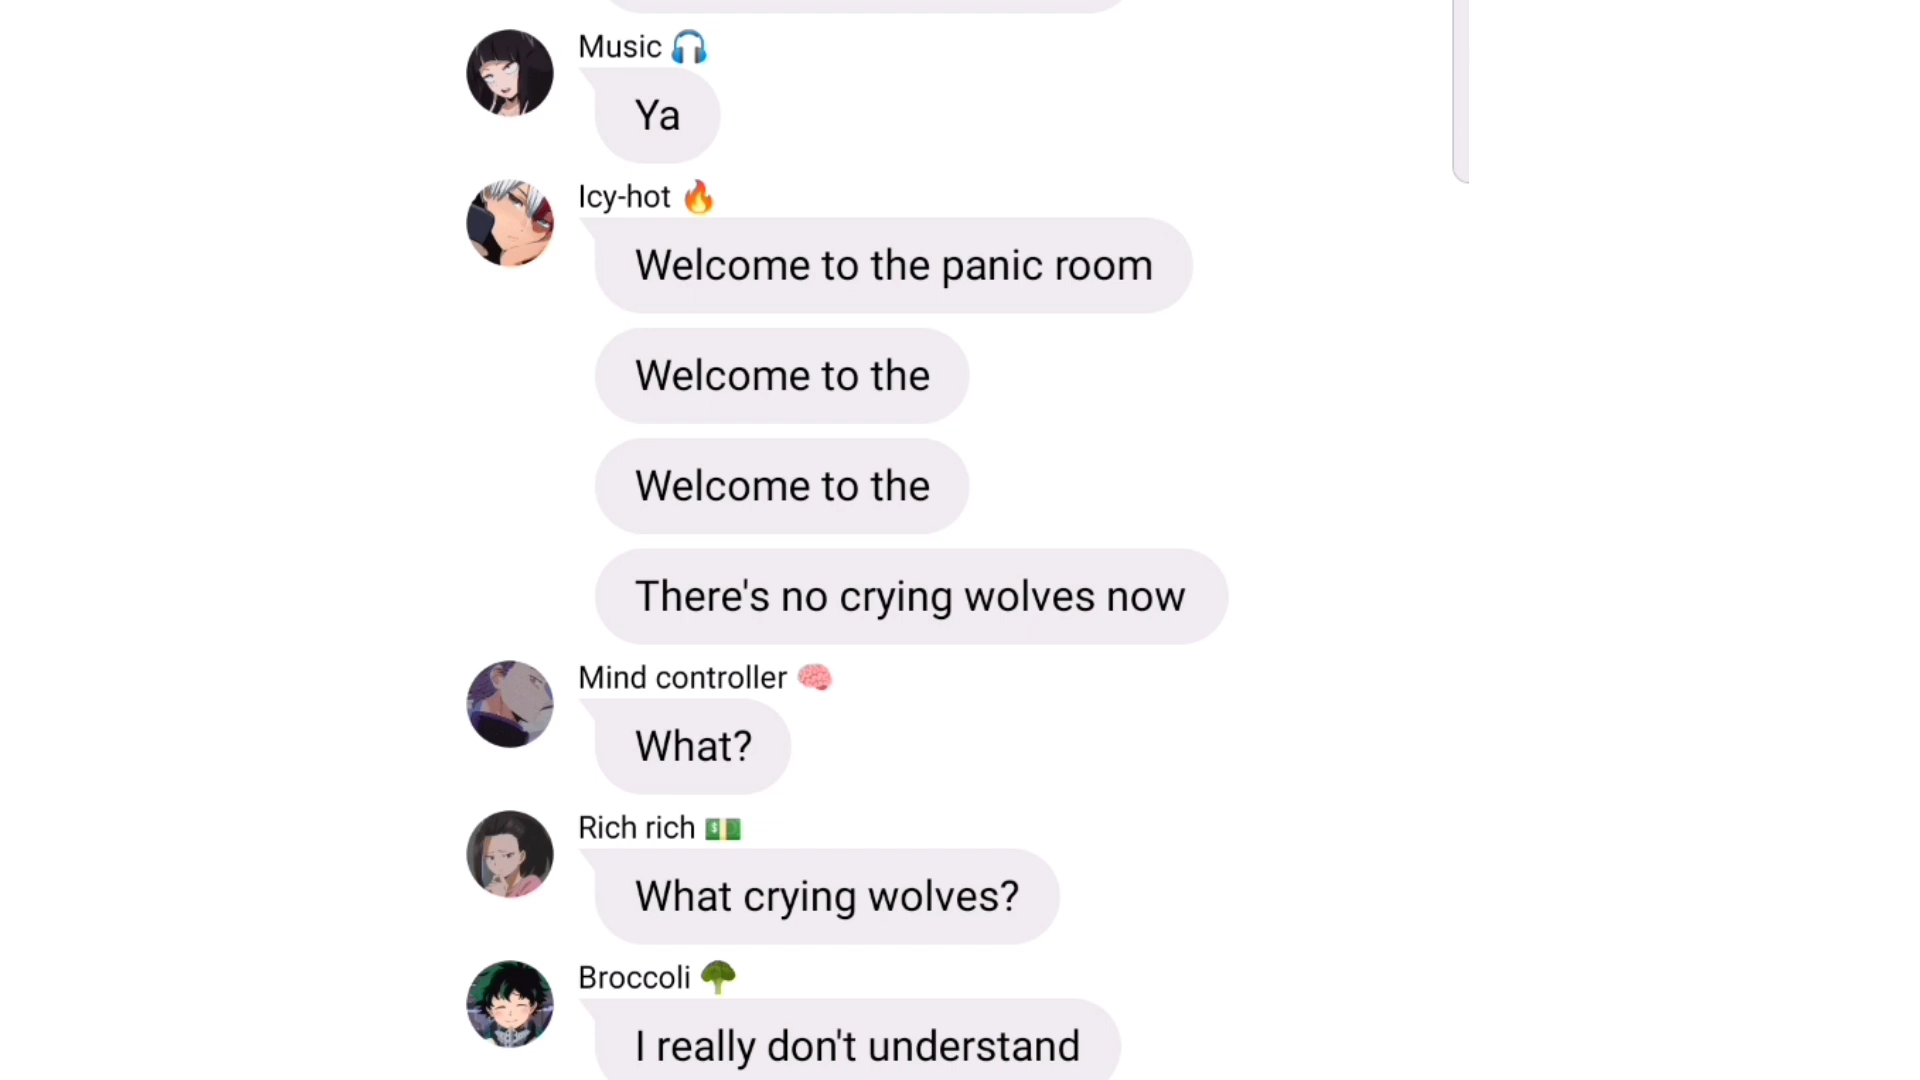 Music 🎧
Ya
Icy-hot 🔥
Welcome to the panic room
Welcome to the
Welcome to the
There's no crying wolves now
Mind controller 🧠
What?
Rich rich 💵
What crying wolves?
Broccoli 🥦
I really don't understand